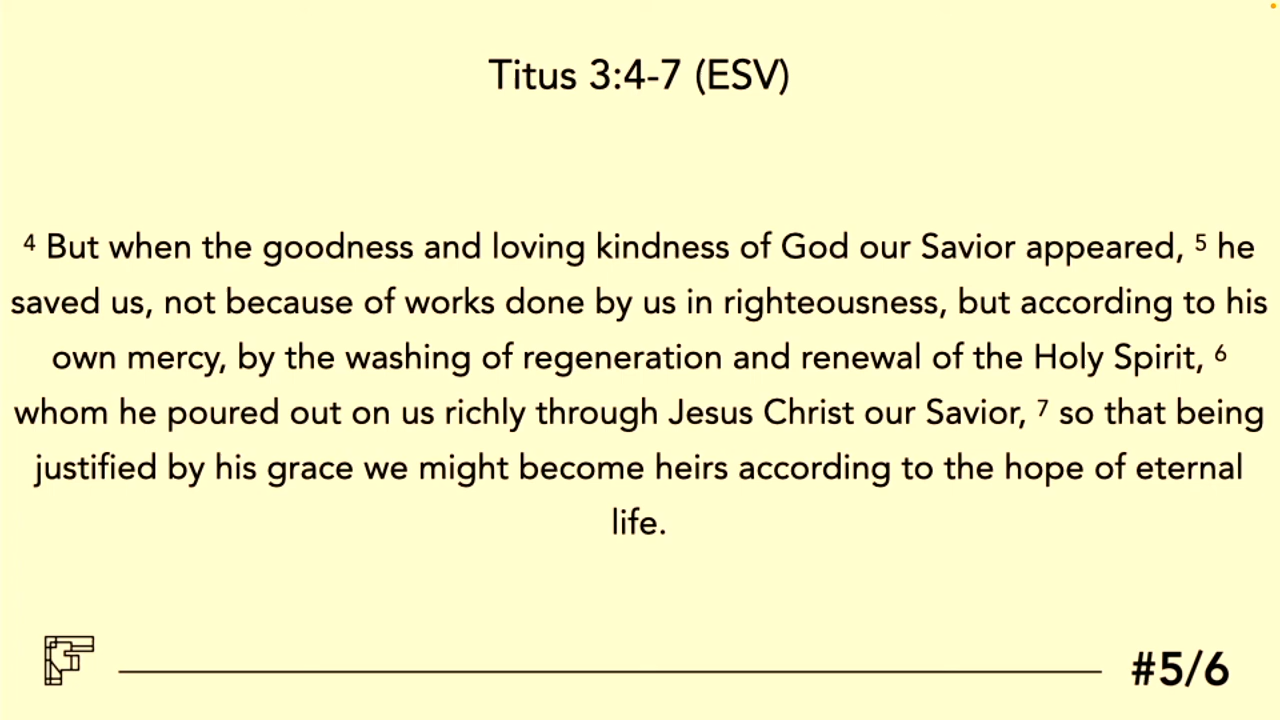 Titus 3:4-7 (ESV)
4 But when the goodness and loving kindness of God our Savior appeared, 5 he
saved us, not because of works done by us in righteousness, but according to his
own mercy, by the washing of regeneration and renewal of the Holy Spirit, 6
whom he poured out on us richly through Jesus Christ our Savior, 7 so that being
justified by his grace we might become heirs according to the hope of eternal
life.
#5/6